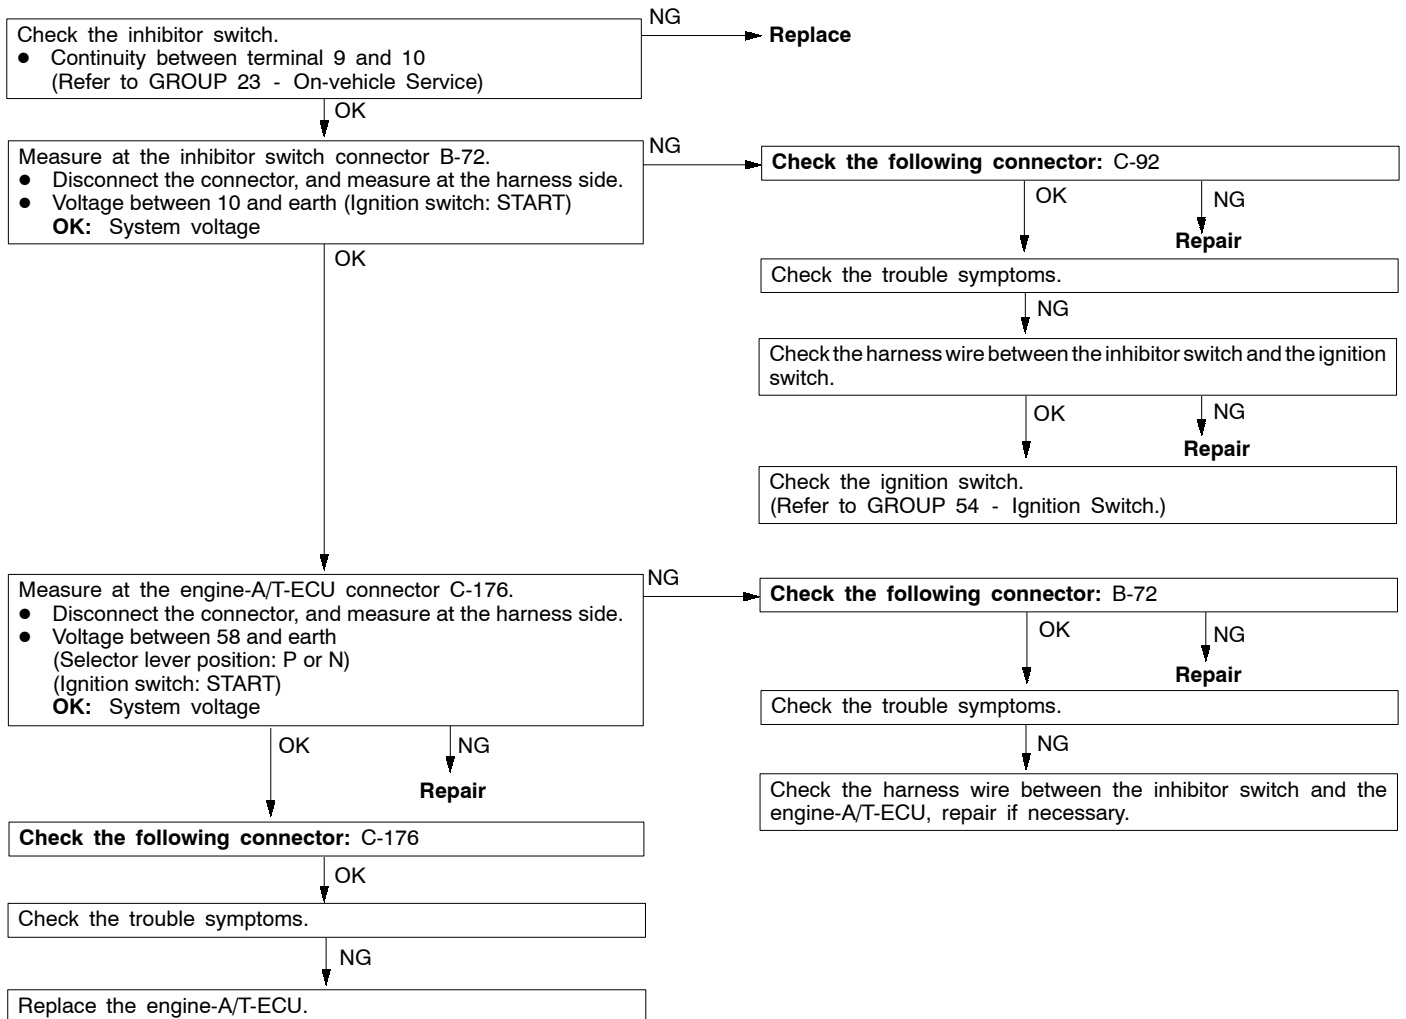 NG
Check the inhibitor switch.
● Continuity between terminal 9 and 10
(Refer to GROUP 23 - On-vehicle Service)
Replace
OK
Measure at the inhibitor switch connector B-72.
● Disconnect the connector, and measure at the harness side.
● Voltage between 10 and earth (Ignition switch: START)
OK: System voltage
NG
Check the following connector: C-92
OK
NG
Repair
Check the trouble symptoms.
NG
Check the harness wire between the inhibitor switch and the ignition
switch.
OK
NG
Repair
Check the ignition switch.
(Refer to GROUP 54 - Ignition Switch.)
OK
Measure at the engine-A/T-ECU connector C-176.
● Disconnect the connector, and measure at the harness side.
● Voltage between 58 and earth
(Selector lever position: P or N)
(Ignition switch: START)
OK: System voltage
NG
Check the following connector: B-72
OK
NG
Repair
Check the trouble symptoms.
NG
Check the harness wire between the inhibitor switch and the
engine-A/T-ECU, repair if necessary.
OK
NG
Repair
Check the following connector: C-176
OK
Check the trouble symptoms.
NG
Replace the engine-A/T-ECU.